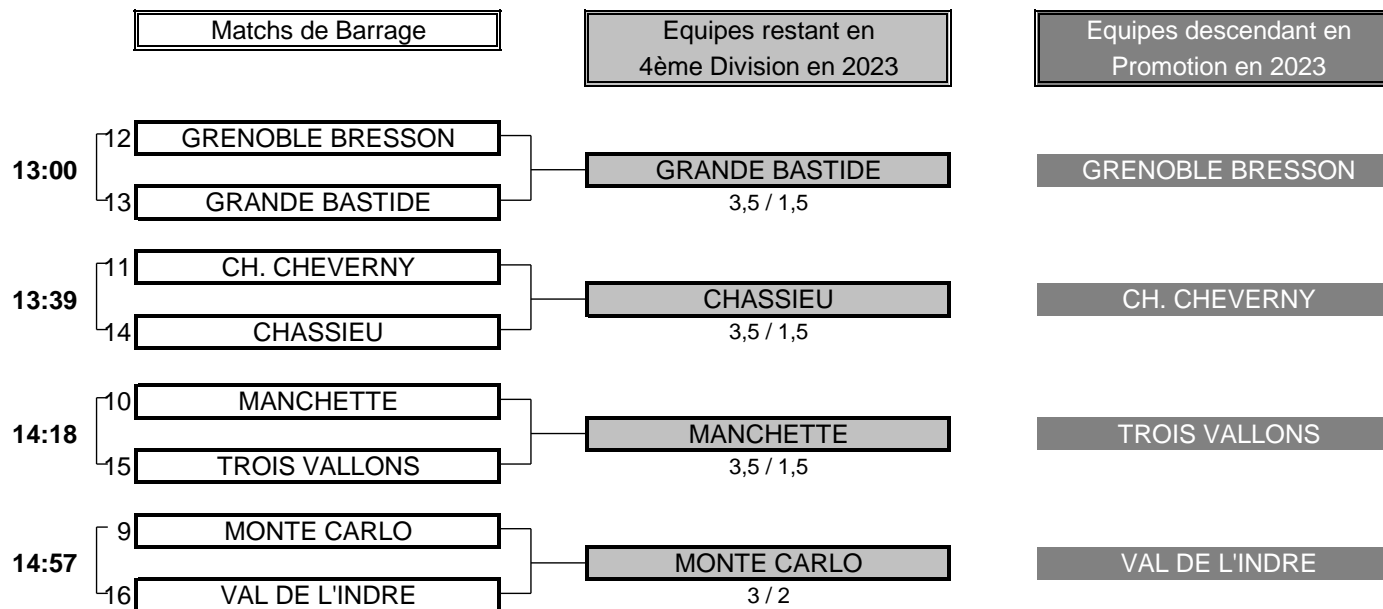 Matchs de Barrage
Equipes restant en
4ème Division en 2023
Equipes descendant en
Promotion en 2023
12 GRENOBLE BRESSON
13:00 GRANDE BASTIDE GRENOBLE BRESSON
13 GRANDE BASTIDE 3,5 / 1,5
11 CH. CHEVERNY
13:39 CHASSIEU CH. CHEVERNY
14 CHASSIEU 3,5 / 1,5
10 MANCHETTE
14:18 MANCHETTE TROIS VALLONS
15 TROIS VALLONS 3,5 / 1,5
9 MONTE CARLO
14:57 MONTE CARLO VAL DE L'INDRE
16 VAL DE L'INDRE 3 / 2